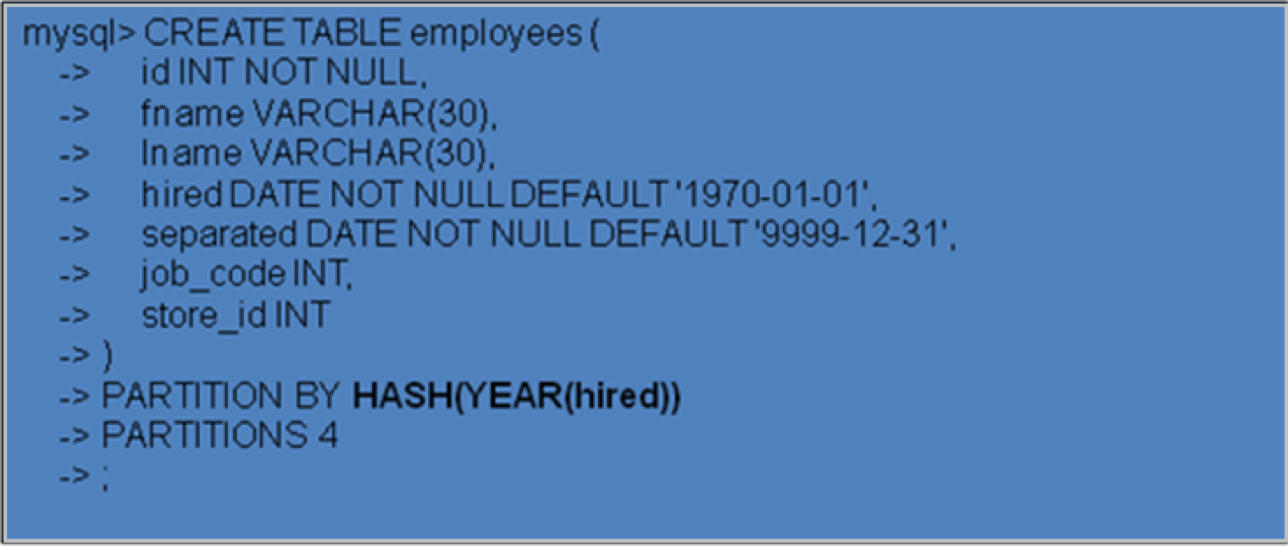 mysql> CREATE TABLE employees (
-> id INT NOT NULL,
-> fname VARCHAR(30),
-> lname VARCHAR(30),
-> hired DATE NOT NULL DEFAULT '1970-01-01',
-> separated DATE NOT NULL DEFAULT '9999-12-31',
-> job_code INT,
-> store_id INT
-> )
-> PARTITION BY HASH(YEAR(hired))
-> PARTITIONS 4
-> ;